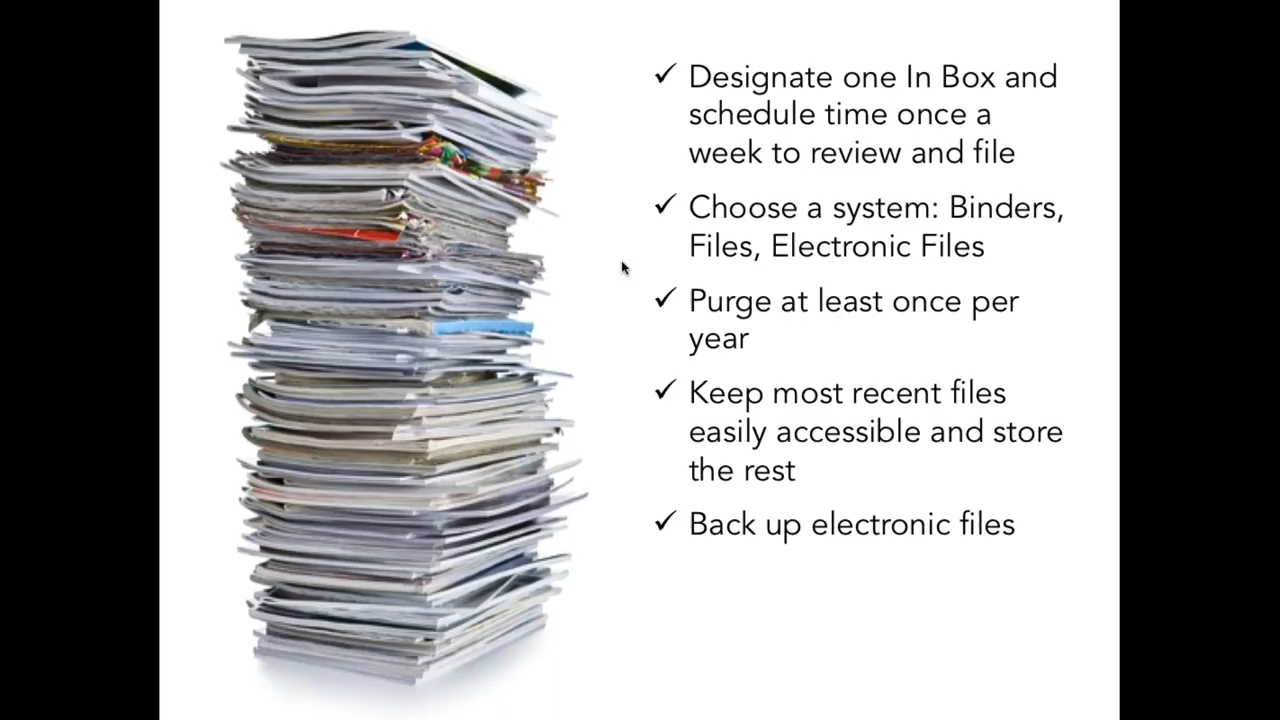 ✓ Designate one In Box and
schedule time once a
week to review and file
✓ Choose a system: Binders,
Files, Electronic Files
✓ Purge at least once per
year
✓ Keep most recent files
easily accessible and store
the rest
✓ Back up electronic files